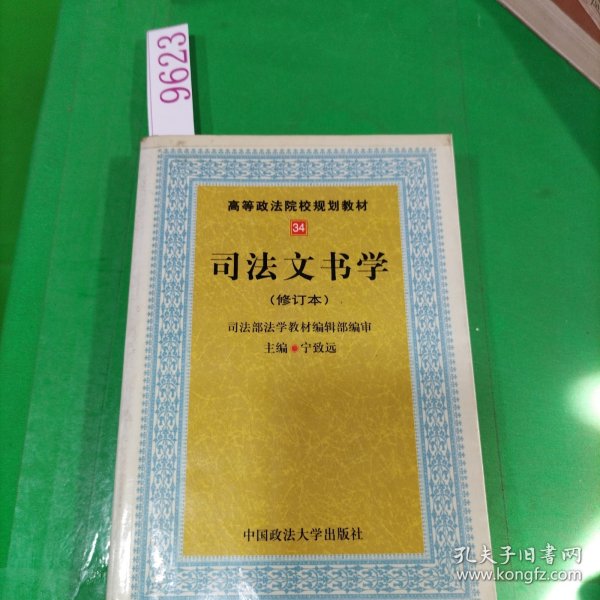 9623
高等政法院校规划教材
34
司法文书学
(修订本)
司法部法学教材编辑部编审
主编●宁致远
中国政法大学出版社
孔夫子旧书网
www.kongfz.com